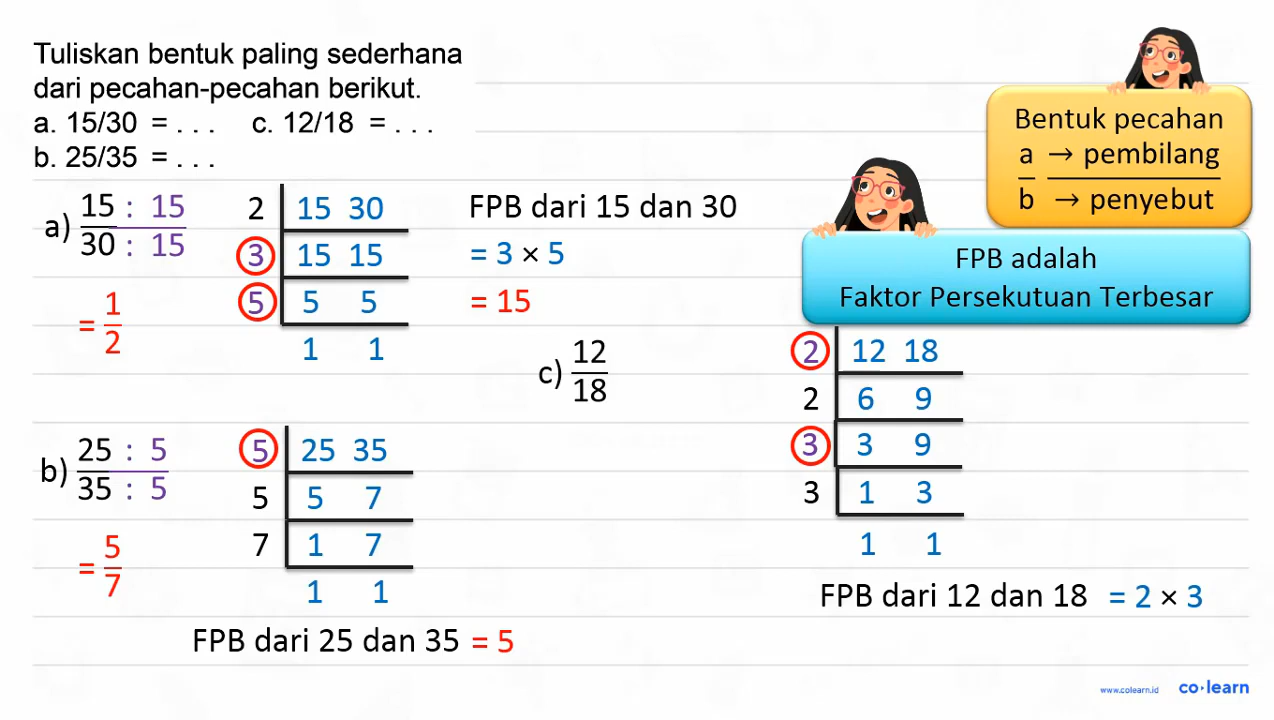 Tuliskan bentuk paling sederhana
dari pecahan-pecahan berikut.
a. 15/30 = . . . c. 12/18 = . . .
b. 25/35 = . . .
Bentuk pecahan
a → pembilang
b → penyebut
FPB adalah
Faktor Persekutuan Terbesar
a) 15 : 15
30 : 15
= 1
2
2 15 30
3 15 15
5 5 5
1 1
FPB dari 15 dan 30
= 3 × 5
= 15
b) 25 : 5
35 : 5
= 5
7
5 25 35
5 5 7
7 1 7
1 1
FPB dari 25 dan 35 = 5
c) 12
18
2 12 18
2 6 9
3 3 9
3 1 3
1 1
FPB dari 12 dan 18 = 2 × 3
www.colearn.id co·learn